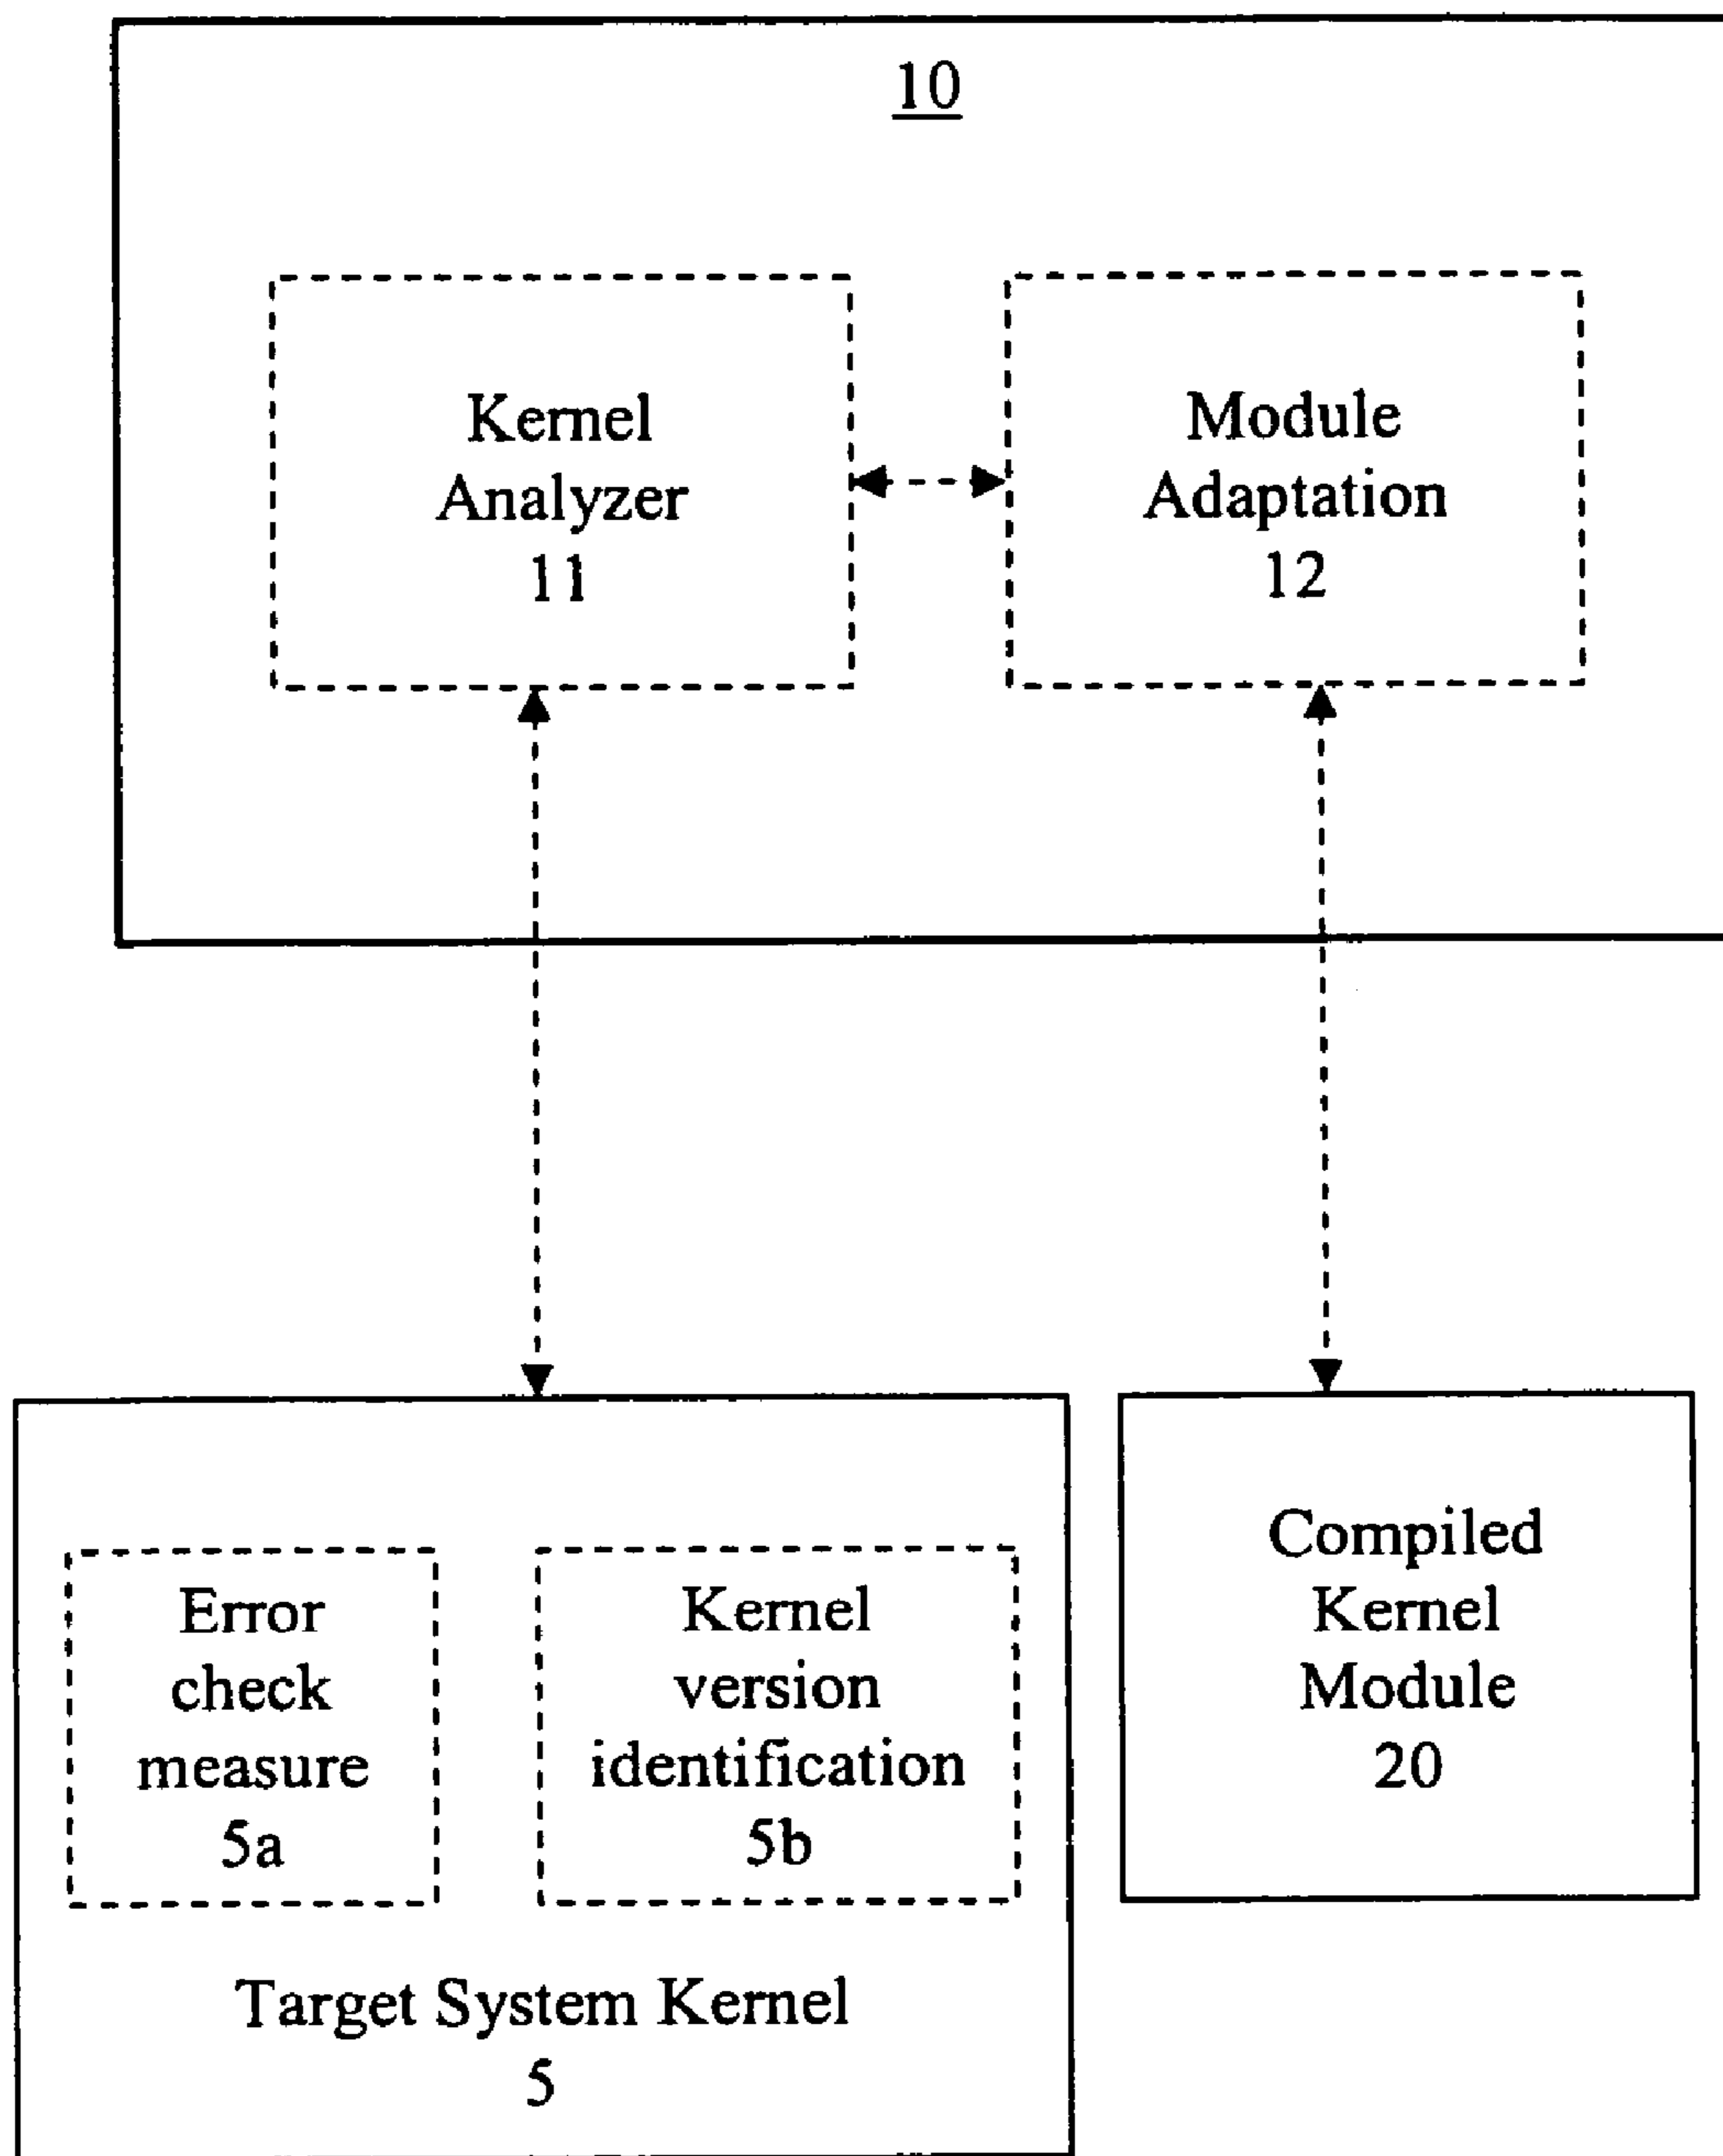 10
Kernel
Analyzer
11
Module
Adaptation
12
Error
check
measure
5a
Kernel
version
identification
5b
Target System Kernel
5
Compiled
Kernel
Module
20